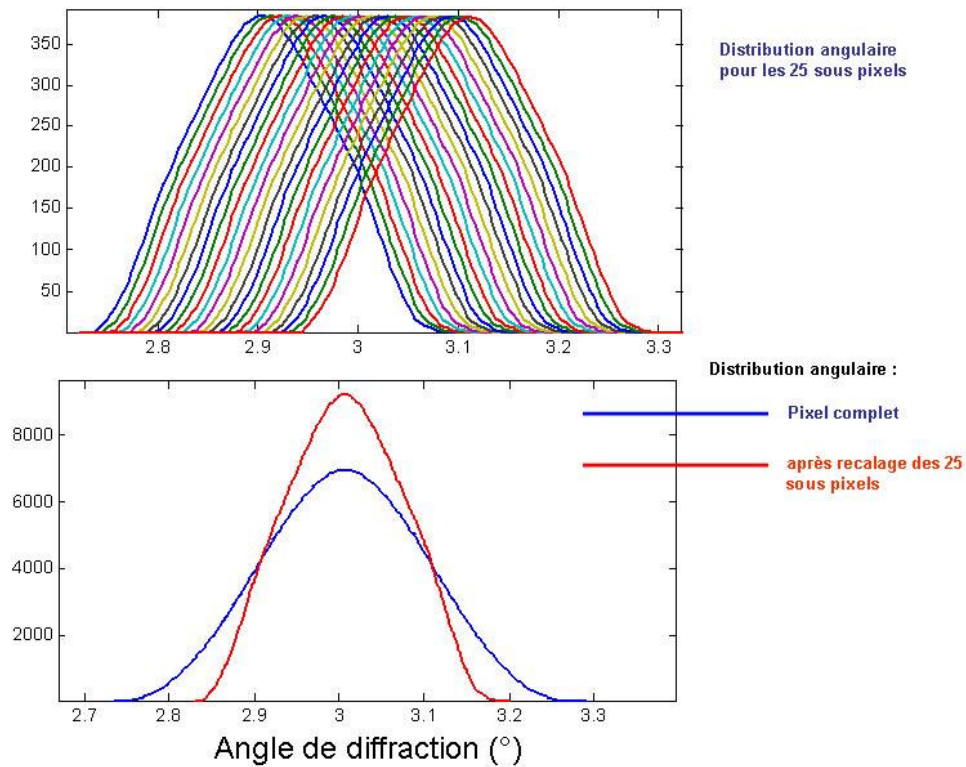 350
300
250
200
150
100
50
2.8 2.9 3 3.1 3.2 3.3
Distribution angulaire
pour les 25 sous pixels
Distribution angulaire :
Pixel complet
après recalage des 25
sous pixels
8000
6000
4000
2000
2.7 2.8 2.9 3 3.1 3.2 3.3
Angle de diffraction (°)